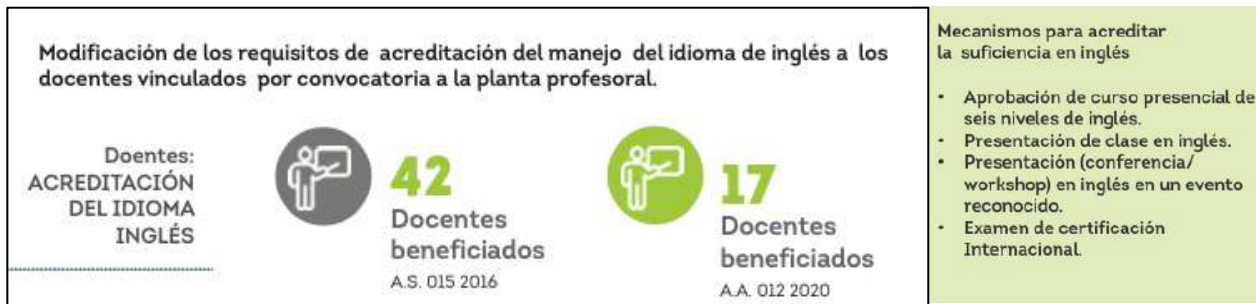 Modificación de los requisitos de acreditación del manejo del idioma de inglés a los
docentes vinculados por convocatoria a la planta profesoral.
Doentes:
ACREDITACIÓN
DEL IDIOMA
INGLÉS
42
Docentes
beneficiados
A.S. 015 2016
17
Docentes
beneficiados
A.A. 012 2020
Mecanismos para acreditar
la suficiencia en inglés
• Aprobación de curso presencial de
seis niveles de inglés.
• Presentación de clase en inglés.
• Presentación (conferencia/
workshop) en inglés en un evento
reconocido.
• Examen de certificación
Internacional.